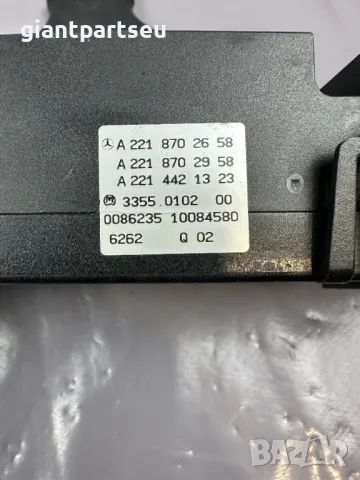 eBay: giantpartseu
A 221 870 26 58
A 221 870 29 58
A 221 442 13 23
3355.0102 00
0086235 10084580
6262 Q 02
BAZAR